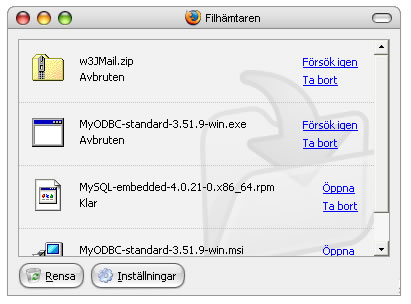 Filhämtaren
w3JMail.zip
Försök igen
Avbruten
Ta bort
MyODBC-standard-3.51.9-win.exe
Försök igen
Avbruten
Ta bort
MySQL-embedded-4.0.21-0.x86_64.rpm
Öppna
Klar
Ta bort
MyODBC-standard-3.51.9-win.msi
Rensa
Inställningar